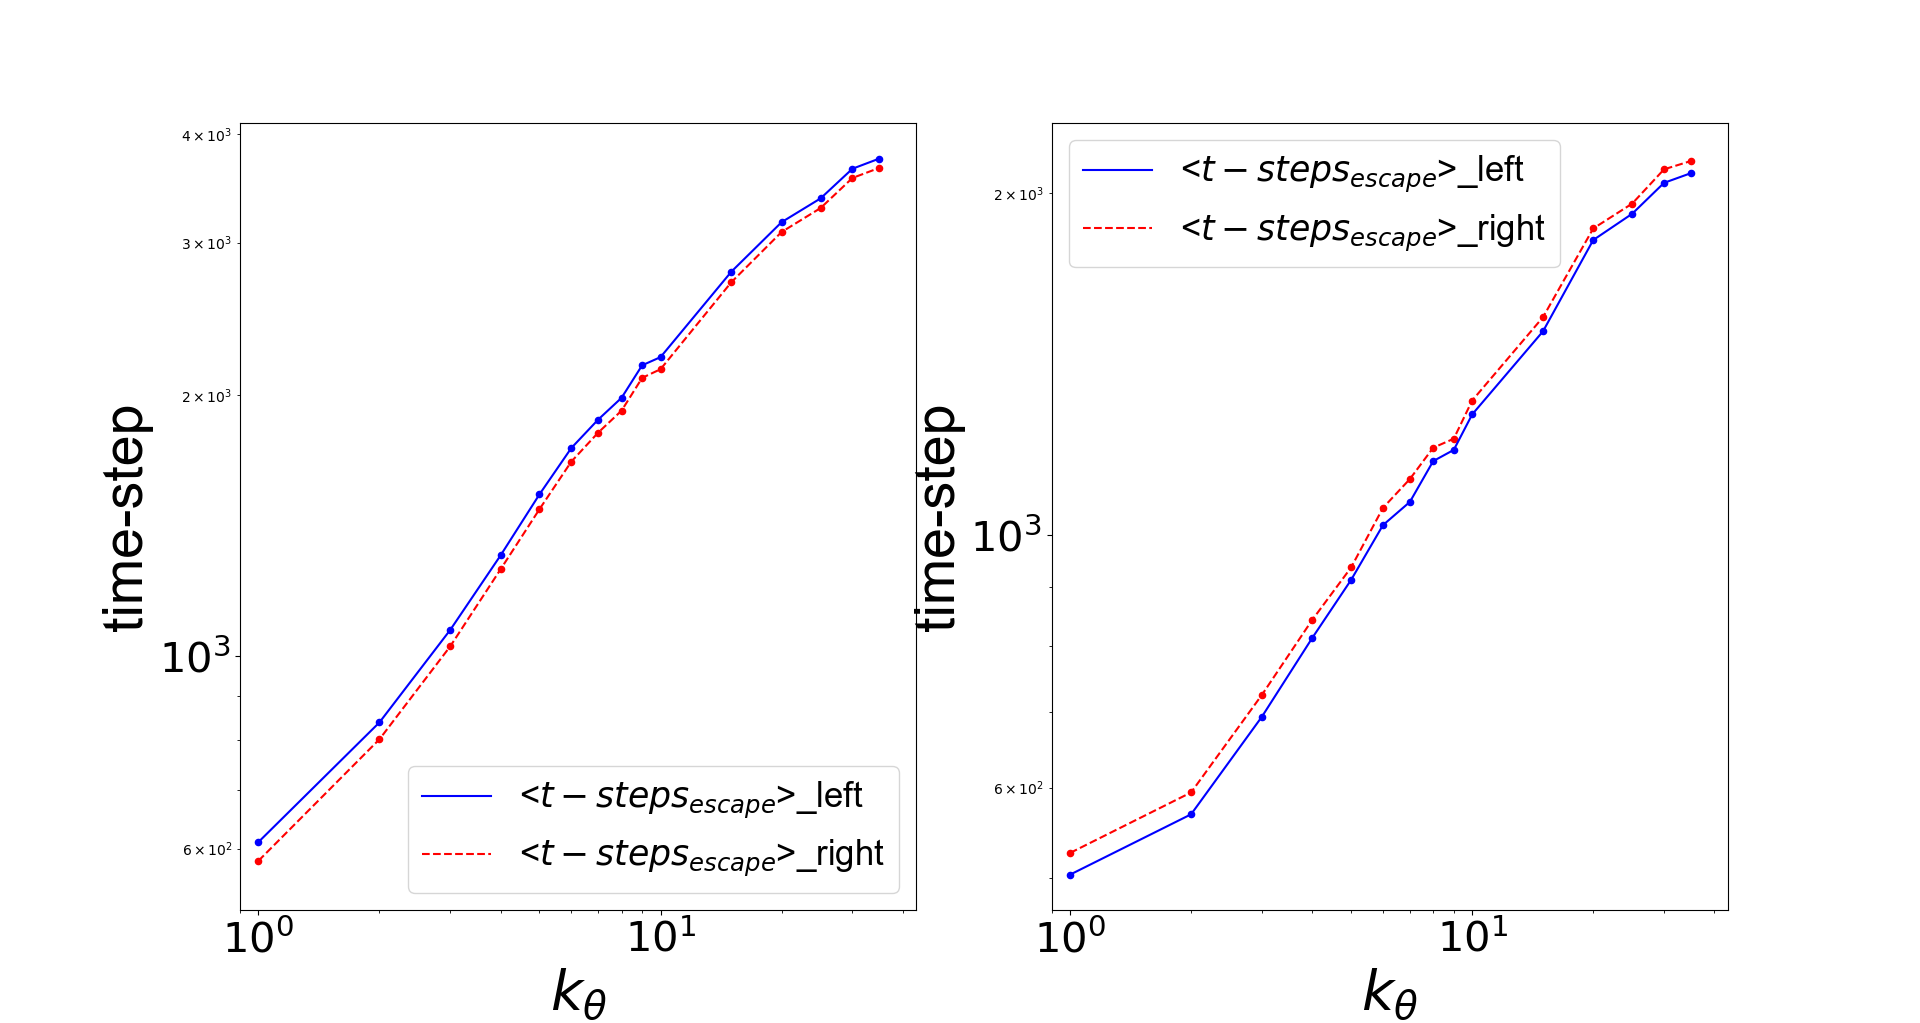 4 × 10³
3 × 10³
2 × 10³
10³
6 × 10²
time-step
<t − steps_escape>_left
<t − steps_escape>_right
10⁰
10¹
k_θ
2 × 10³
10³
6 × 10²
time-step
<t − steps_escape>_left
<t − steps_escape>_right
10⁰
10¹
k_θ